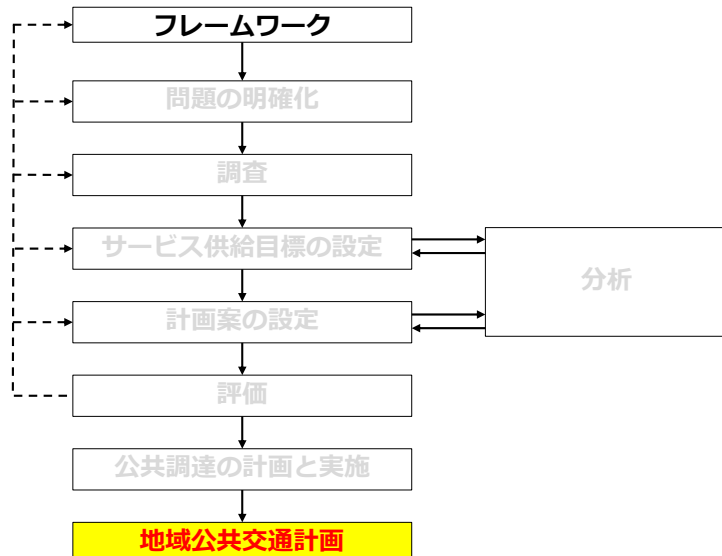 フレームワーク
問題の明確化
調査
サービス供給目標の設定
分析
計画案の設定
評価
公共調達の計画と実施
地域公共交通計画